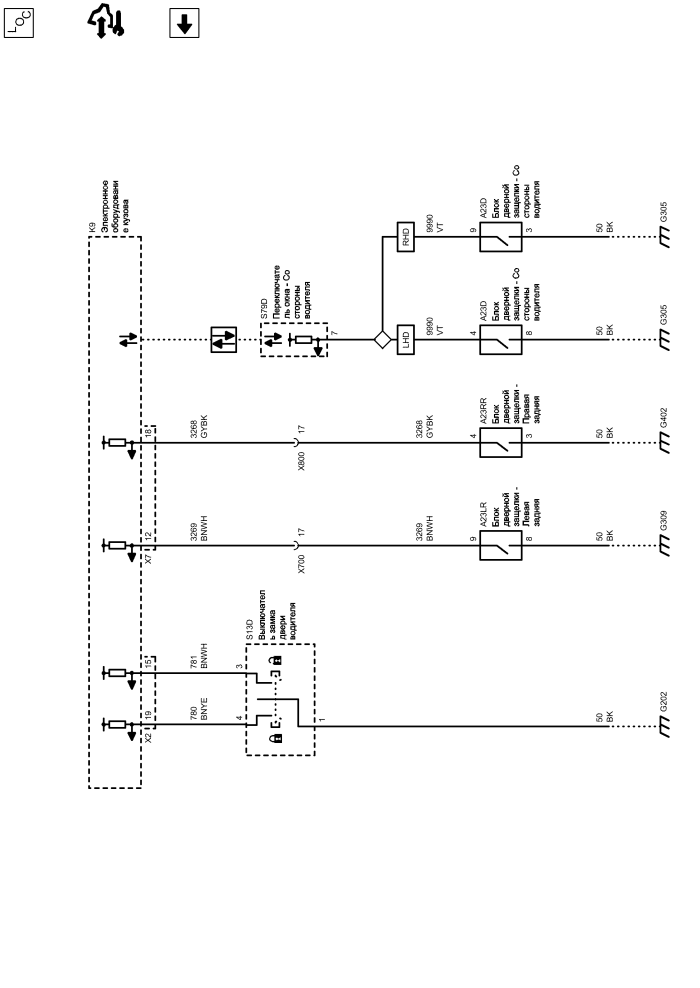 LOC
K9
Электронное
оборудовани
е кузова
X2
19
15
X7
12
18
780
BNYE
781
BNWH
3269
BNWH
3268
GYBK
4
3
S13D
Выключател
ь замка
двери
водителя
1
S79D
Переключате
ль окна - Со
стороны
водителя
7
X700
17
X800
17
LHD
RHD
3269
BNWH
3268
GYBK
9990
VT
9990
VT
9
A23LR
Блок
дверной
защелки -
Левая
задняя
8
4
A23RR
Блок
дверной
защелки -
Правая
задняя
3
4
A23D
Блок
дверной
защелки - Со
стороны
водителя
8
9
A23D
Блок
дверной
защелки - Со
стороны
водителя
3
50
BK
50
BK
50
BK
50
BK
50
BK
G202
G309
G402
G305
G305